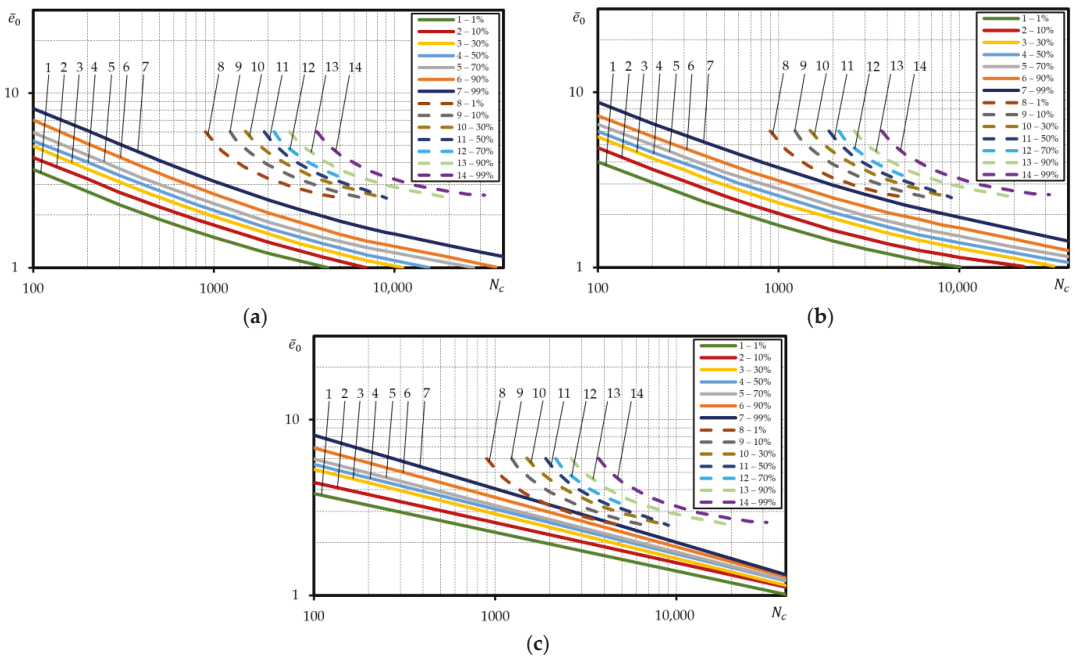 ē₀
10
1
1 2 3 4 5 6 7 8 9 10 11 12 13 14
1 – 1%
2 – 10%
3 – 30%
4 – 50%
5 – 70%
6 – 90%
7 – 99%
8 – 1%
9 – 10%
10 – 30%
11 – 50%
12 – 70%
13 – 90%
14 – 99%
100 1000 10,000 N_c
(a)
ē₀
10
1
1 2 3 4 5 6 7 8 9 10 11 12 13 14
1 – 1%
2 – 10%
3 – 30%
4 – 50%
5 – 70%
6 – 90%
7 – 99%
8 – 1%
9 – 10%
10 – 30%
11 – 50%
12 – 70%
13 – 90%
14 – 99%
100 1000 10,000 N_c
(b)
ē₀
10
1
1 2 3 4 5 6 7 8 9 10 11 12 13 14
1 – 1%
2 – 10%
3 – 30%
4 – 50%
5 – 70%
6 – 90%
7 – 99%
8 – 1%
9 – 10%
10 – 30%
11 – 50%
12 – 70%
13 – 90%
14 – 99%
100 1000 10,000 N_c
(c)